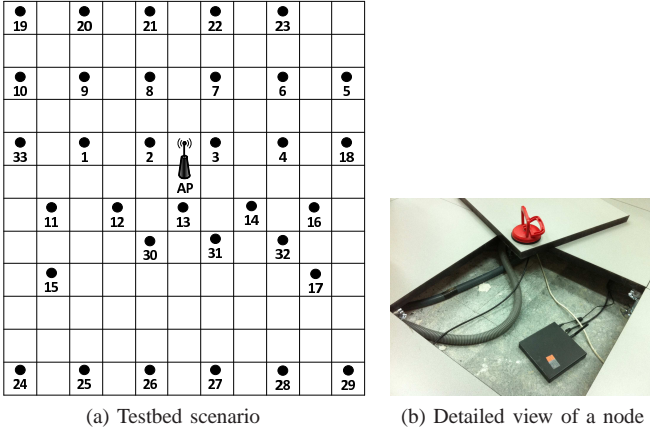 19 20 21 22 23
10 9 8 7 6 5
33 1 2 3 4 18
AP
11 12 13 14 16
30 31 32
15 17
24 25 26 27 28 29
(a) Testbed scenario
(b) Detailed view of a node